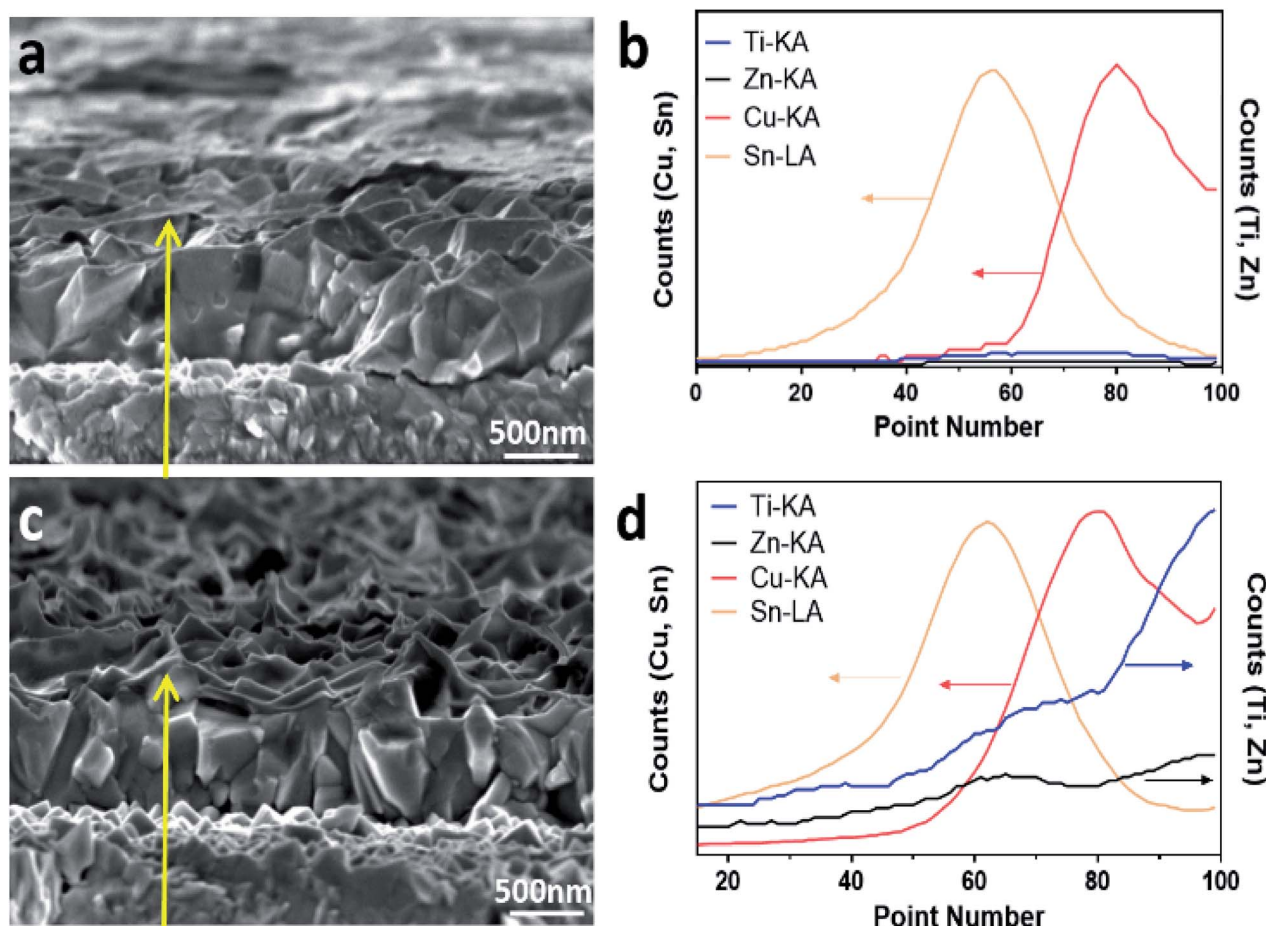 a
500nm
b
Ti-KA
Zn-KA
Cu-KA
Sn-LA
Counts (Cu, Sn)
Counts (Ti, Zn)
0 20 40 60 80 100
Point Number
c
500nm
d
Ti-KA
Zn-KA
Cu-KA
Sn-LA
Counts (Cu, Sn)
Counts (Ti, Zn)
20 40 60 80 100
Point Number